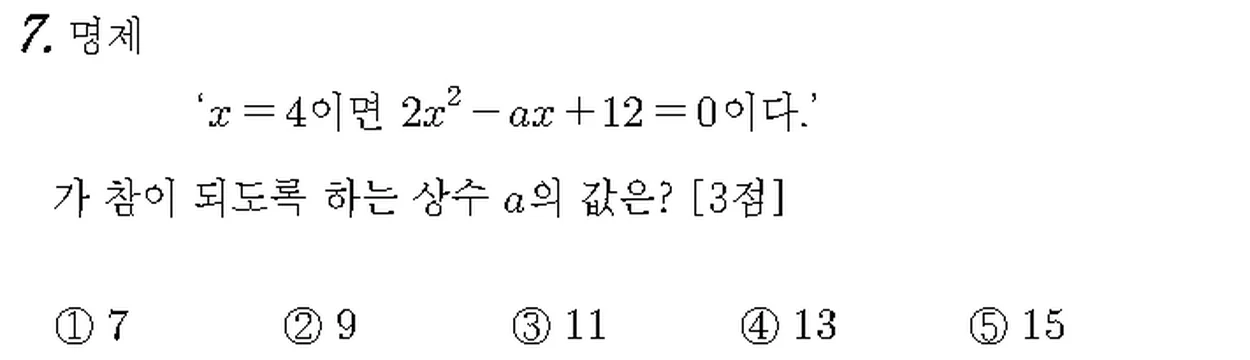 7. 명제
‘x = 4이면 2x² − ax + 12 = 0이다.’
가 참이 되도록 하는 상수 a의 값은? [3점]
① 7 ② 9 ③ 11 ④ 13 ⑤ 15